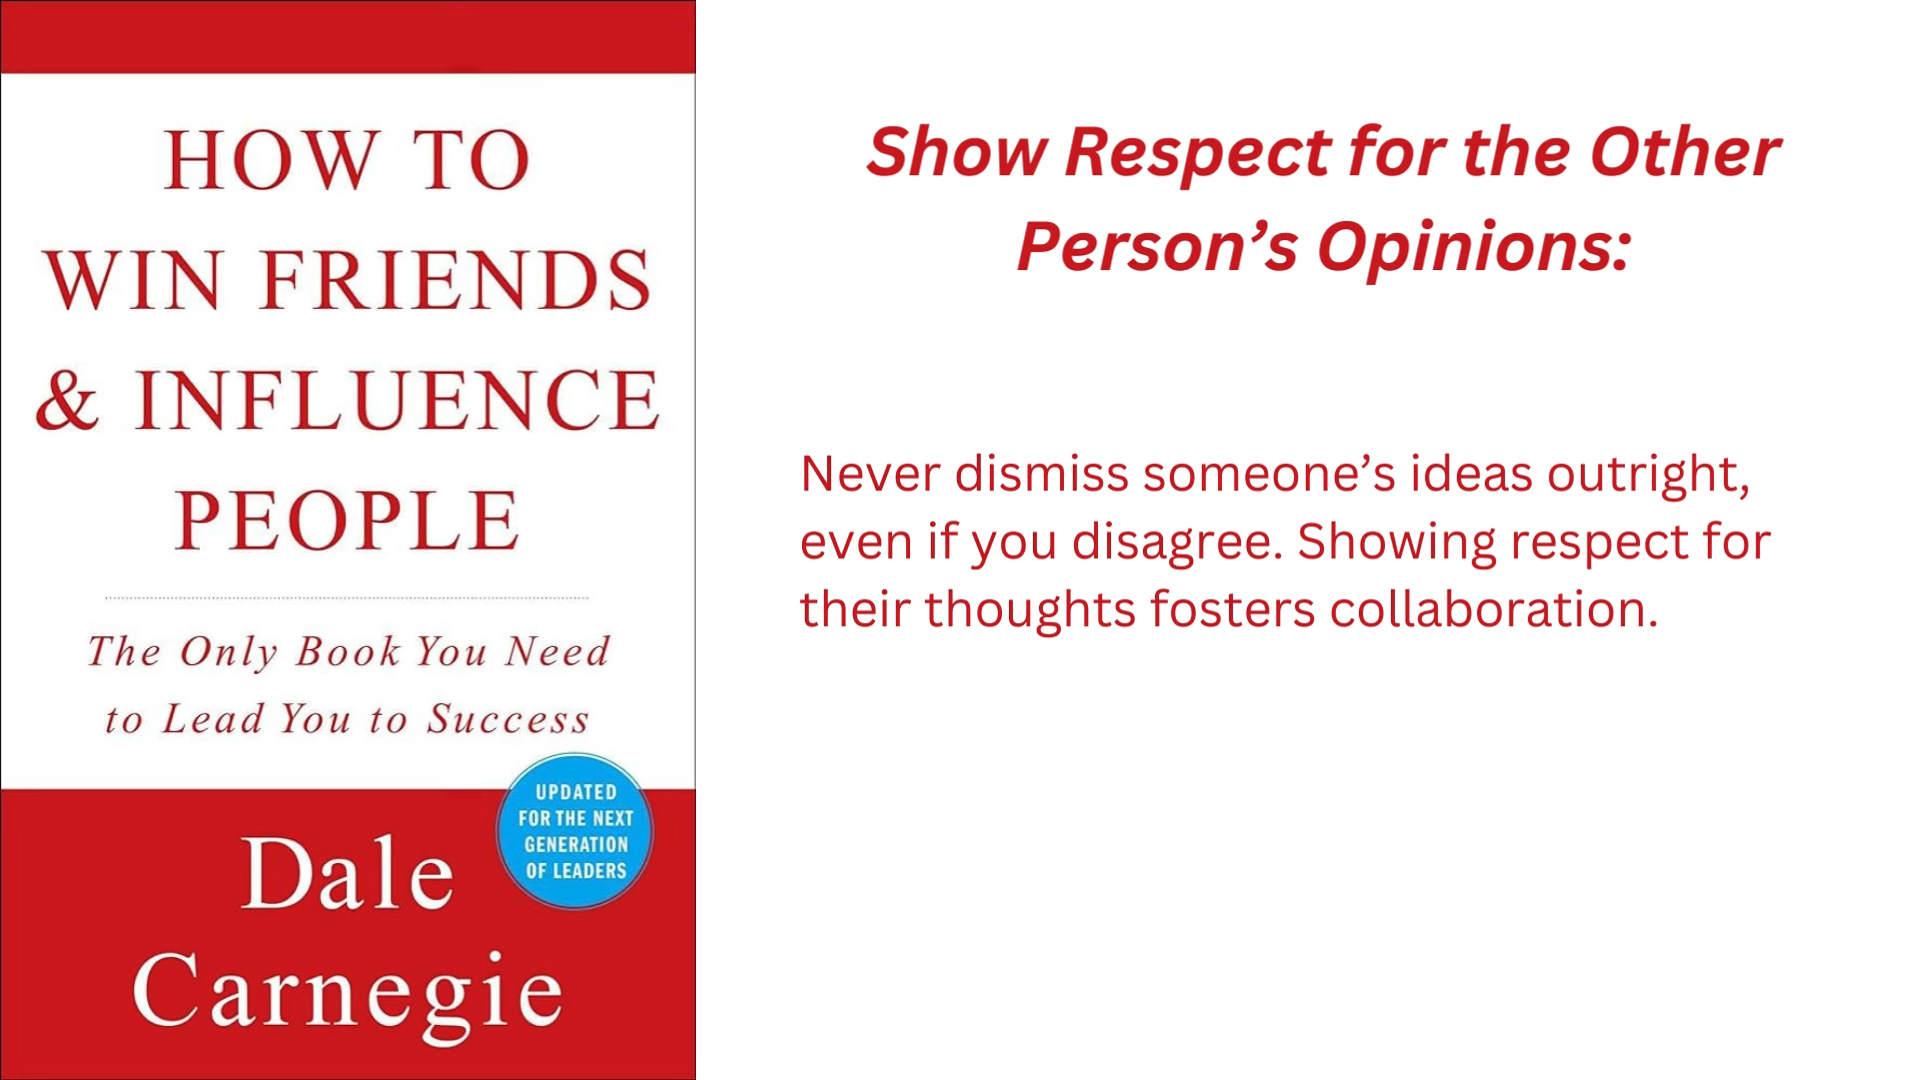 HOW TO
WIN FRIENDS
& INFLUENCE
PEOPLE
The Only Book You Need
to Lead You to Success
UPDATED
FOR THE NEXT
GENERATION
OF LEADERS
Dale
Carnegie
Show Respect for the Other
Person’s Opinions:
Never dismiss someone’s ideas outright,
even if you disagree. Showing respect for
their thoughts fosters collaboration.